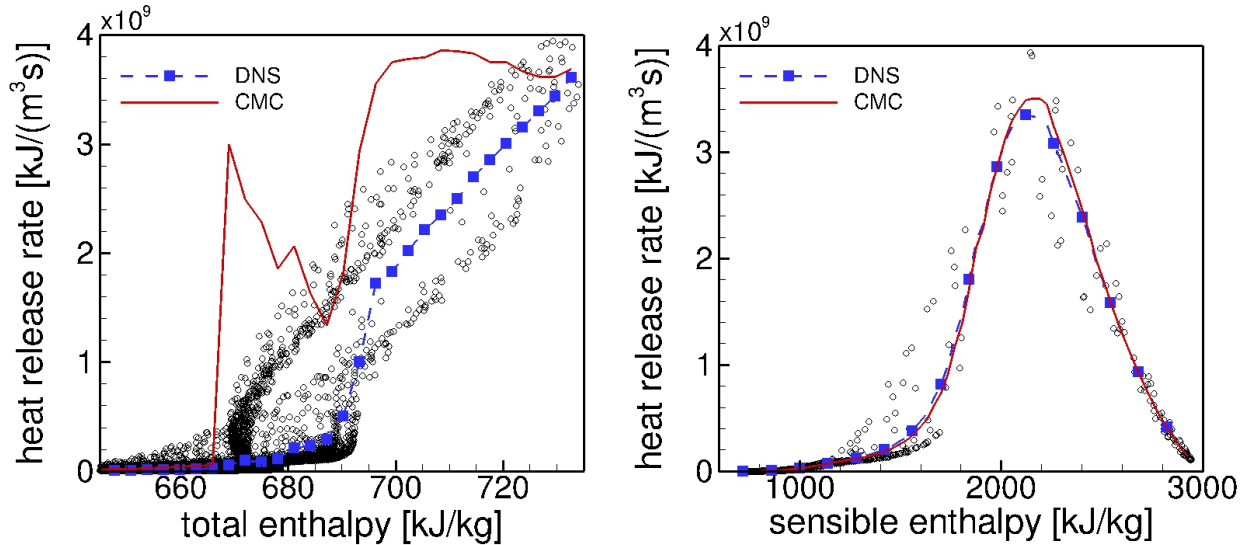 ×10⁹
4
3
2
1
0
heat release rate [kJ/(m³s)]
DNS
CMC
660
680
700
720
total enthalpy [kJ/kg]
×10⁹
4
3
2
1
0
heat release rate [kJ/(m³s)]
DNS
CMC
1000
2000
3000
sensible enthalpy [kJ/kg]